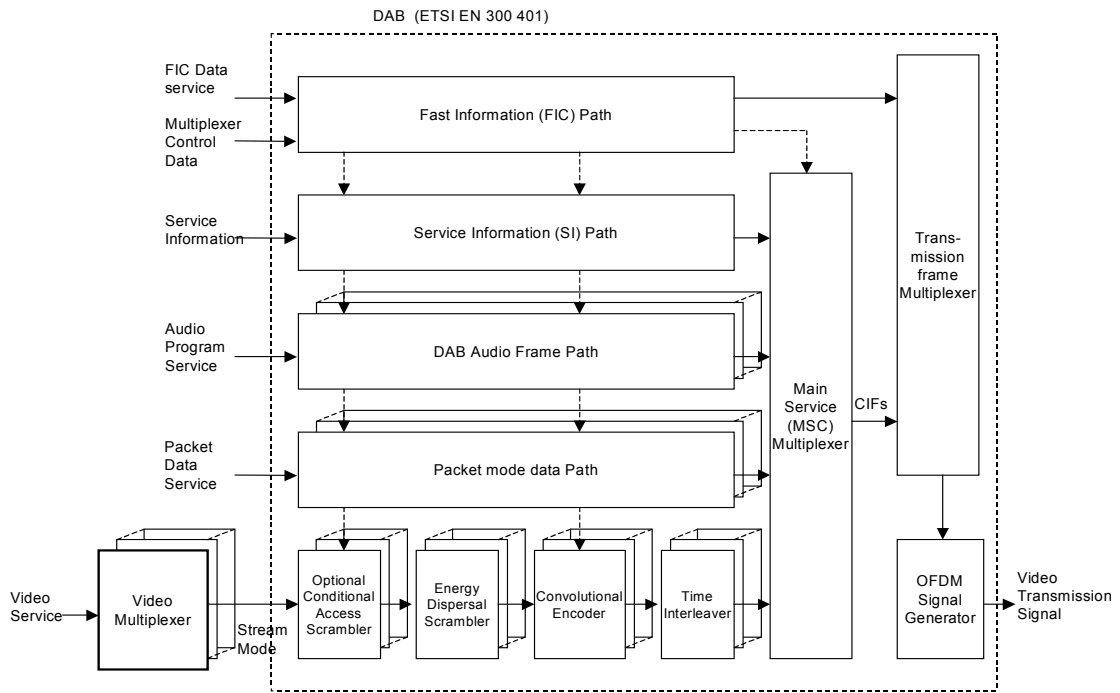 DAB (ETSI EN 300 401)
FIC Data
service
Multiplexer
Control
Data
Fast Information (FIC) Path
Service
Information
Service Information (SI) Path
Trans-
mission
frame
Multiplexer
Audio
Program
Service
DAB Audio Frame Path
Main
Service
(MSC)
Multiplexer
CIFs
Packet
Data
Service
Packet mode data Path
Video
Service
Video
Multiplexer
Stream
Mode
Optional
Conditional
Access
Scrambler
Energy
Dispersal
Scrambler
Convolutional
Encoder
Time
Interleaver
OFDM
Signal
Generator
Video
Transmission
Signal